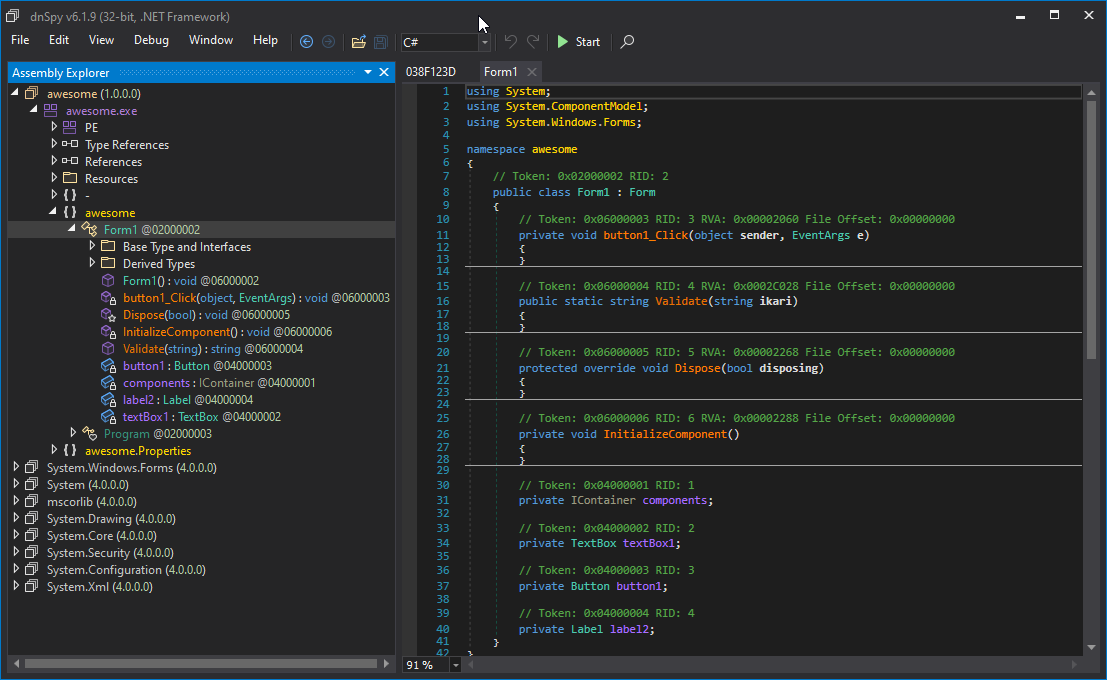 dnSpy v6.1.9 (32-bit, .NET Framework)
File Edit View Debug Window Help C# Start
Assembly Explorer
awesome (1.0.0.0)
awesome.exe
PE
Type References
References
Resources
{ } -
{ } awesome
Form1 @02000002
Base Type and Interfaces
Derived Types
Form1() : void @06000002
button1_Click(object, EventArgs) : void @06000003
Dispose(bool) : void @06000005
InitializeComponent() : void @06000006
Validate(string) : string @06000004
button1 : Button @04000003
components : IContainer @04000001
label2 : Label @04000004
textBox1 : TextBox @04000002
Program @02000003
{ } awesome.Properties
System.Windows.Forms (4.0.0.0)
System (4.0.0.0)
mscorlib (4.0.0.0)
System.Drawing (4.0.0.0)
System.Core (4.0.0.0)
System.Security (4.0.0.0)
System.Configuration (4.0.0.0)
System.Xml (4.0.0.0)
038F123D Form1
1 using System;
2 using System.ComponentModel;
3 using System.Windows.Forms;
4
5 namespace awesome
6 {
7 // Token: 0x02000002 RID: 2
8 public class Form1 : Form
9 {
10 // Token: 0x06000003 RID: 3 RVA: 0x00002060 File Offset: 0x00000000
11 private void button1_Click(object sender, EventArgs e)
12 {
13 }
14
15 // Token: 0x06000004 RID: 4 RVA: 0x0002C028 File Offset: 0x00000000
16 public static string Validate(string ikari)
17 {
18 }
19
20 // Token: 0x06000005 RID: 5 RVA: 0x00002268 File Offset: 0x00000000
21 protected override void Dispose(bool disposing)
22 {
23 }
24
25 // Token: 0x06000006 RID: 6 RVA: 0x00002288 File Offset: 0x00000000
26 private void InitializeComponent()
27 {
28 }
29
30 // Token: 0x04000001 RID: 1
31 private IContainer components;
32
33 // Token: 0x04000002 RID: 2
34 private TextBox textBox1;
35
36 // Token: 0x04000003 RID: 3
37 private Button button1;
38
39 // Token: 0x04000004 RID: 4
40 private Label label2;
41 }
42 }
91 %